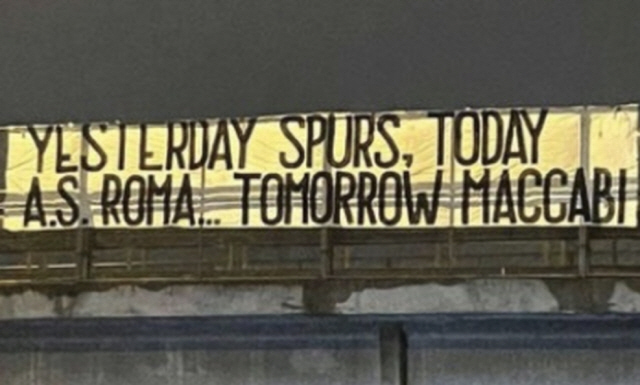 YESTERDAY SPURS, TODAY
A.S. ROMA... TOMORROW MACCABI